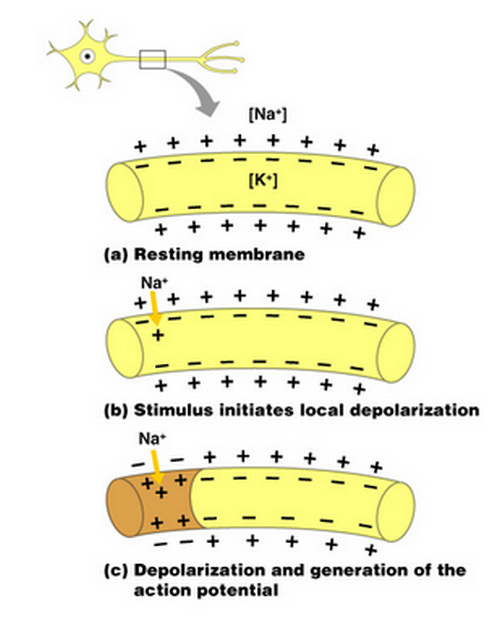 [Na⁺]
[K⁺]
(a) Resting membrane
Na⁺
(b) Stimulus initiates local depolarization
Na⁺
(c) Depolarization and generation of the
action potential